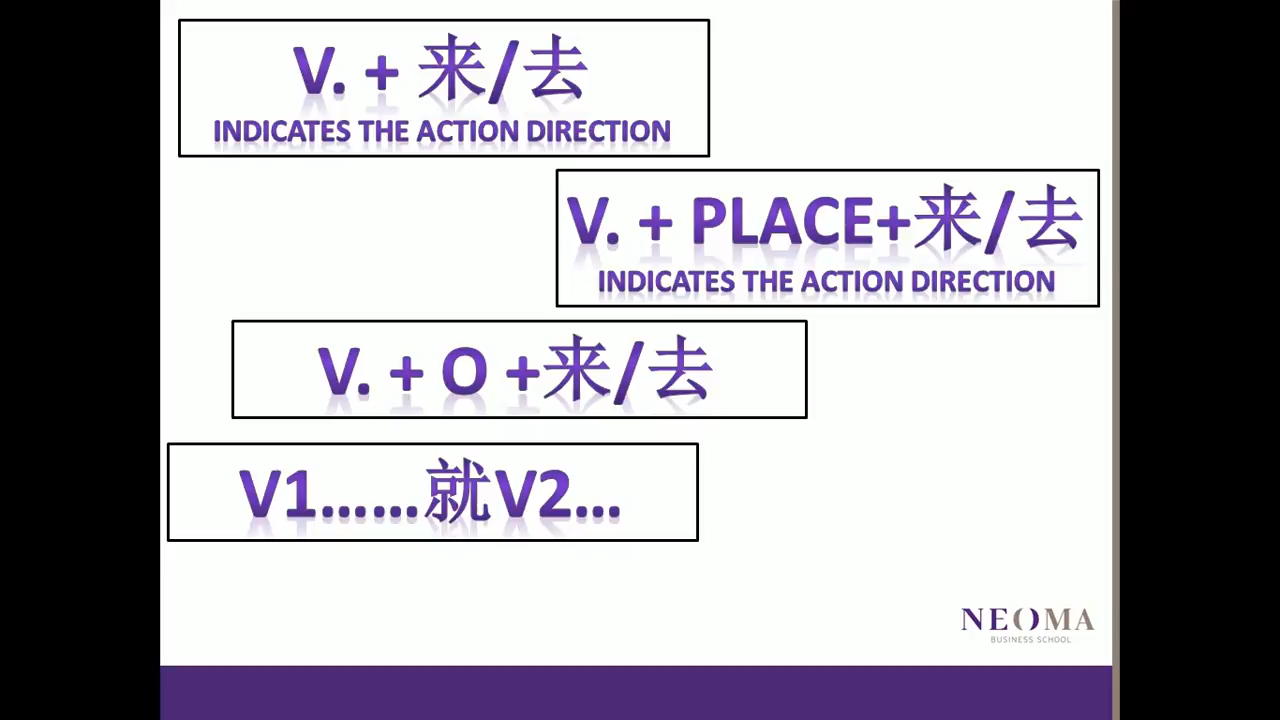 V. + 来/去
INDICATES THE ACTION DIRECTION
V. + PLACE+来/去
INDICATES THE ACTION DIRECTION
V. + O +来/去
V1......就V2...
NEOMA
BUSINESS SCHOOL